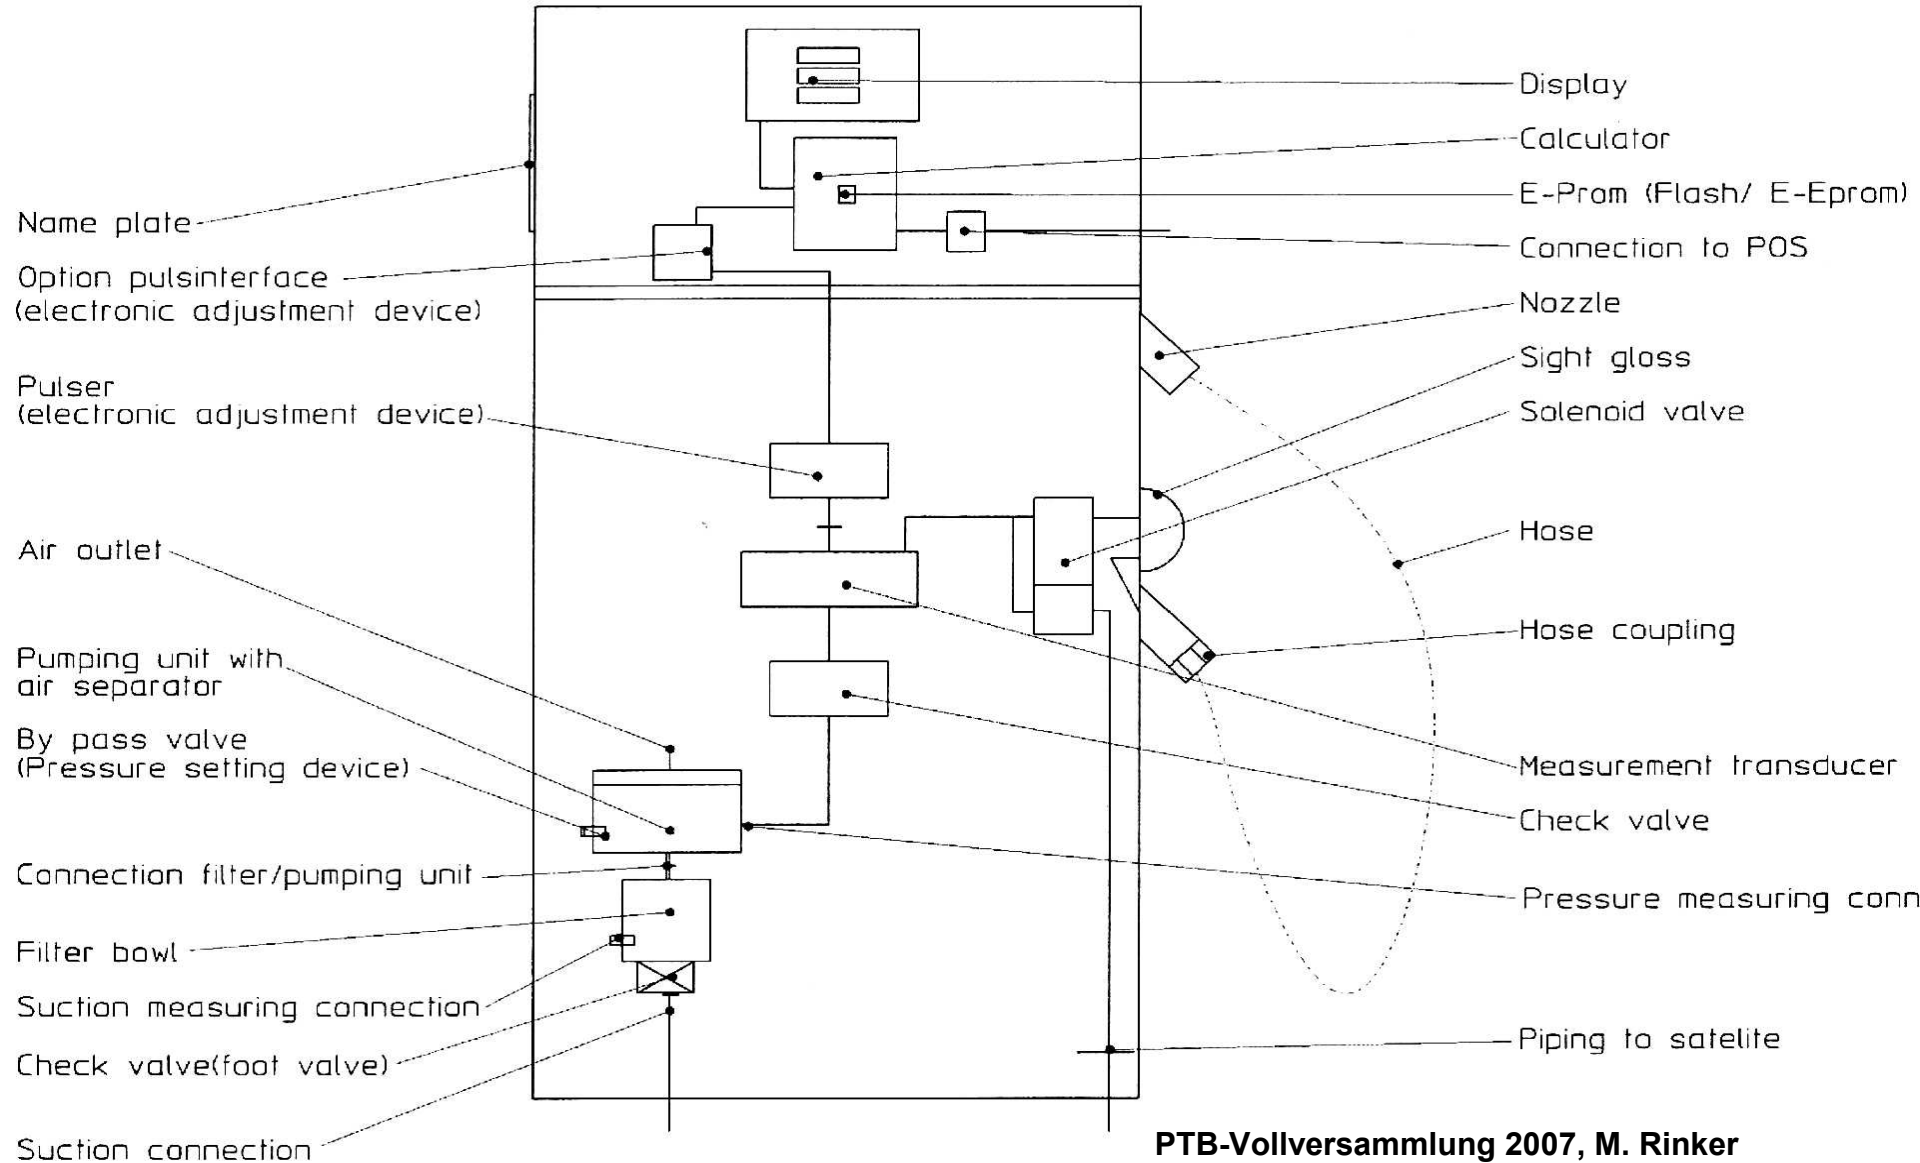 Name plate
Option pulsinterface
(electronic adjustment device)
Pulser
(electronic adjustment device)
Air outlet
Pumping unit with
air separator
By pass valve
(Pressure setting device)
Connection filter/pumping unit
Filter bowl
Suction measuring connection
Check valve(foot valve)
Suction connection
Display
Calculator
E-Prom (Flash/ E-Eprom)
Connection to POS
Nozzle
Sight glass
Solenoid valve
Hose
Hose coupling
Measurement transducer
Check valve
Pressure measuring conn
Piping to satelite
PTB-Vollversammlung 2007, M. Rinker